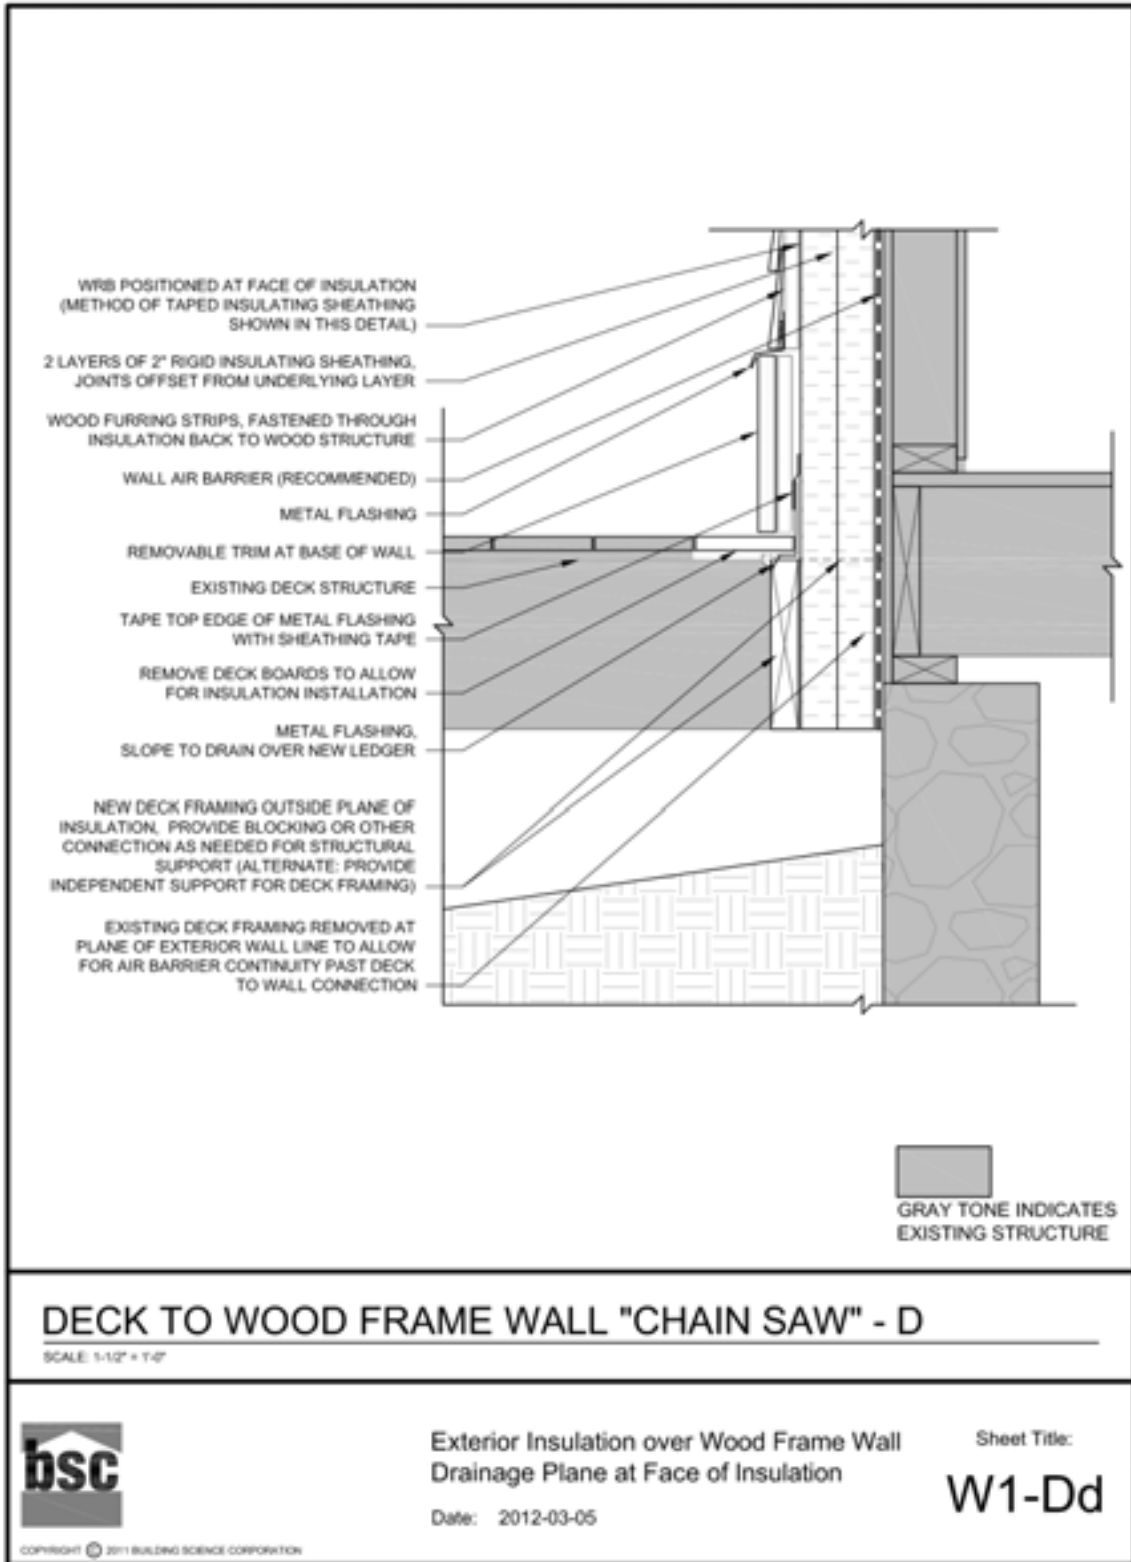 WRB POSITIONED AT FACE OF INSULATION
(METHOD OF TAPED INSULATING SHEATHING
SHOWN IN THIS DETAIL)
2 LAYERS OF 2" RIGID INSULATING SHEATHING,
JOINTS OFFSET FROM UNDERLYING LAYER
WOOD FURRING STRIPS, FASTENED THROUGH
INSULATION BACK TO WOOD STRUCTURE
WALL AIR BARRIER (RECOMMENDED)
METAL FLASHING
REMOVABLE TRIM AT BASE OF WALL
EXISTING DECK STRUCTURE
TAPE TOP EDGE OF METAL FLASHING
WITH SHEATHING TAPE
REMOVE DECK BOARDS TO ALLOW
FOR INSULATION INSTALLATION
METAL FLASHING,
SLOPE TO DRAIN OVER NEW LEDGER
NEW DECK FRAMING OUTSIDE PLANE OF
INSULATION, PROVIDE BLOCKING OR OTHER
CONNECTION AS NEEDED FOR STRUCTURAL
SUPPORT (ALTERNATE: PROVIDE
INDEPENDENT SUPPORT FOR DECK FRAMING)
EXISTING DECK FRAMING REMOVED AT
PLANE OF EXTERIOR WALL LINE TO ALLOW
FOR AIR BARRIER CONTINUITY PAST DECK
TO WALL CONNECTION
GRAY TONE INDICATES
EXISTING STRUCTURE
DECK TO WOOD FRAME WALL "CHAIN SAW" - D
SCALE: 1-1/2" = 1'-0"
bsc
Exterior Insulation over Wood Frame Wall
Drainage Plane at Face of Insulation
Date: 2012-03-05
Sheet Title:
W1-Dd
COPYRIGHT © 2011 BUILDING SCIENCE CORPORATION